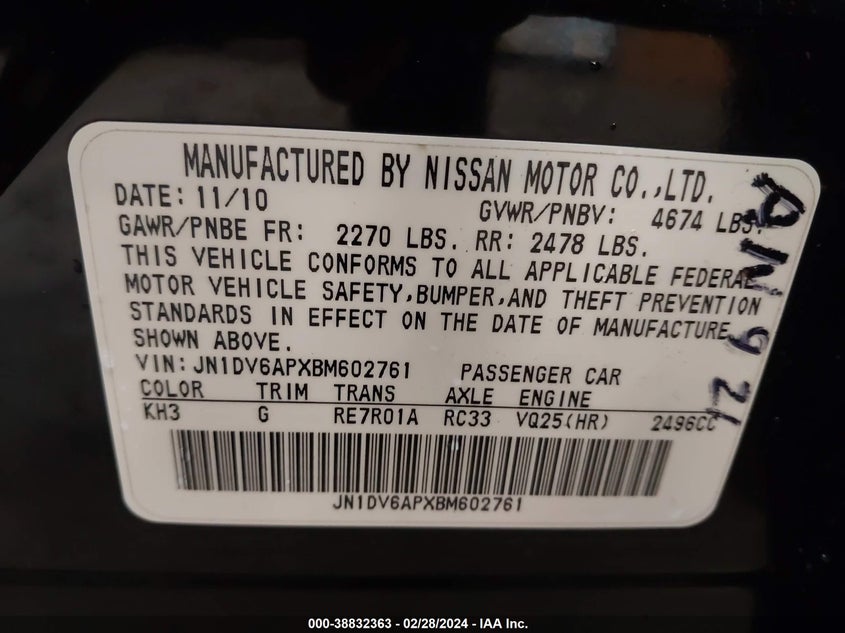 MANUFACTURED BY NISSAN MOTOR CO.,LTD.
DATE: 11/10 GVWR/PNBV: 4674 LBS.
GAWR/PNBE FR: 2270 LBS. RR: 2478 LBS.
THIS VEHICLE CONFORMS TO ALL APPLICABLE FEDERAL
MOTOR VEHICLE SAFETY,BUMPER,AND THEFT PREVENTION
STANDARDS IN EFFECT ON THE DATE OF MANUFACTURE
SHOWN ABOVE.
VIN:JN1DV6APXBM602761 PASSENGER CAR
COLOR TRIM TRANS AXLE ENGINE
KH3 G RE7R01A RC33 VQ25(HR) 2496CC
JN1DV6APXBM602761
000-38832363 - 02/28/2024 - IAA Inc.